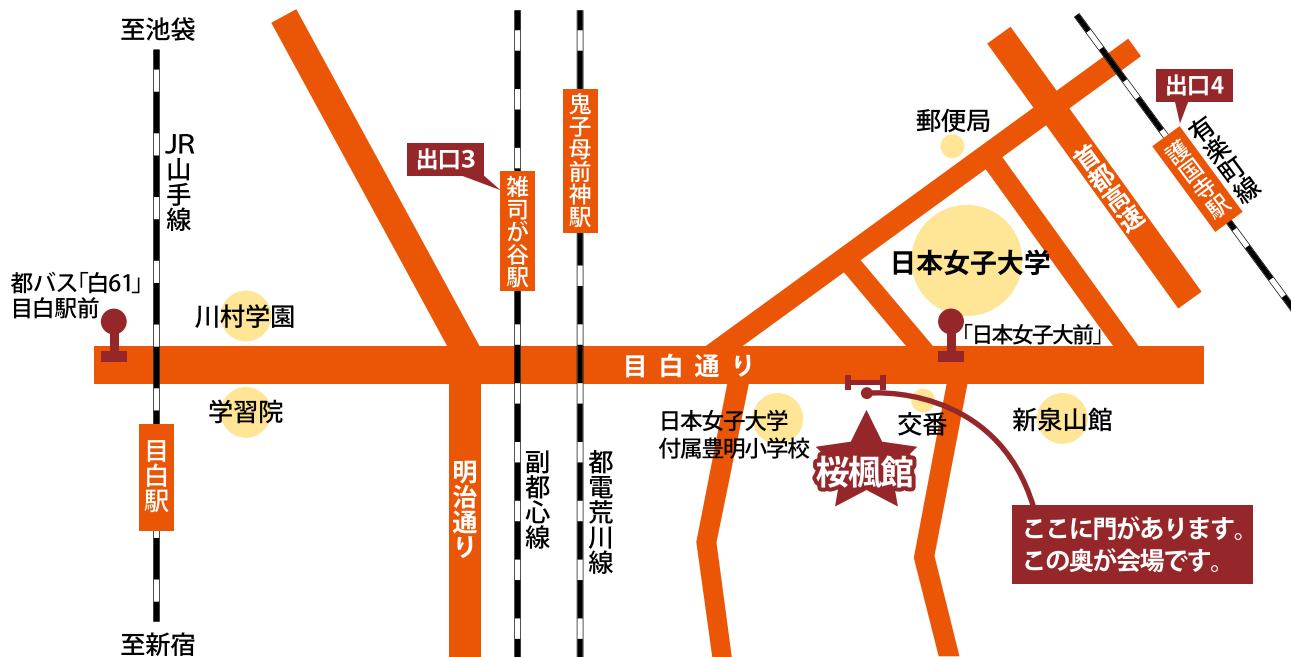 至池袋
JR山手線
都バス「白61」
目白駅前
川村学園
学習院
目白駅
至新宿
出口3
雑司が谷駅
鬼子母前神駅
明治通り
副都心線
都電荒川線
目白通り
郵便局
首都高速
出口4
護国寺駅
有楽町線
日本女子大学
「日本女子大前」
日本女子大学
付属豊明小学校
桜楓館
交番
新泉山館
ここに門があります。
この奥が会場です。